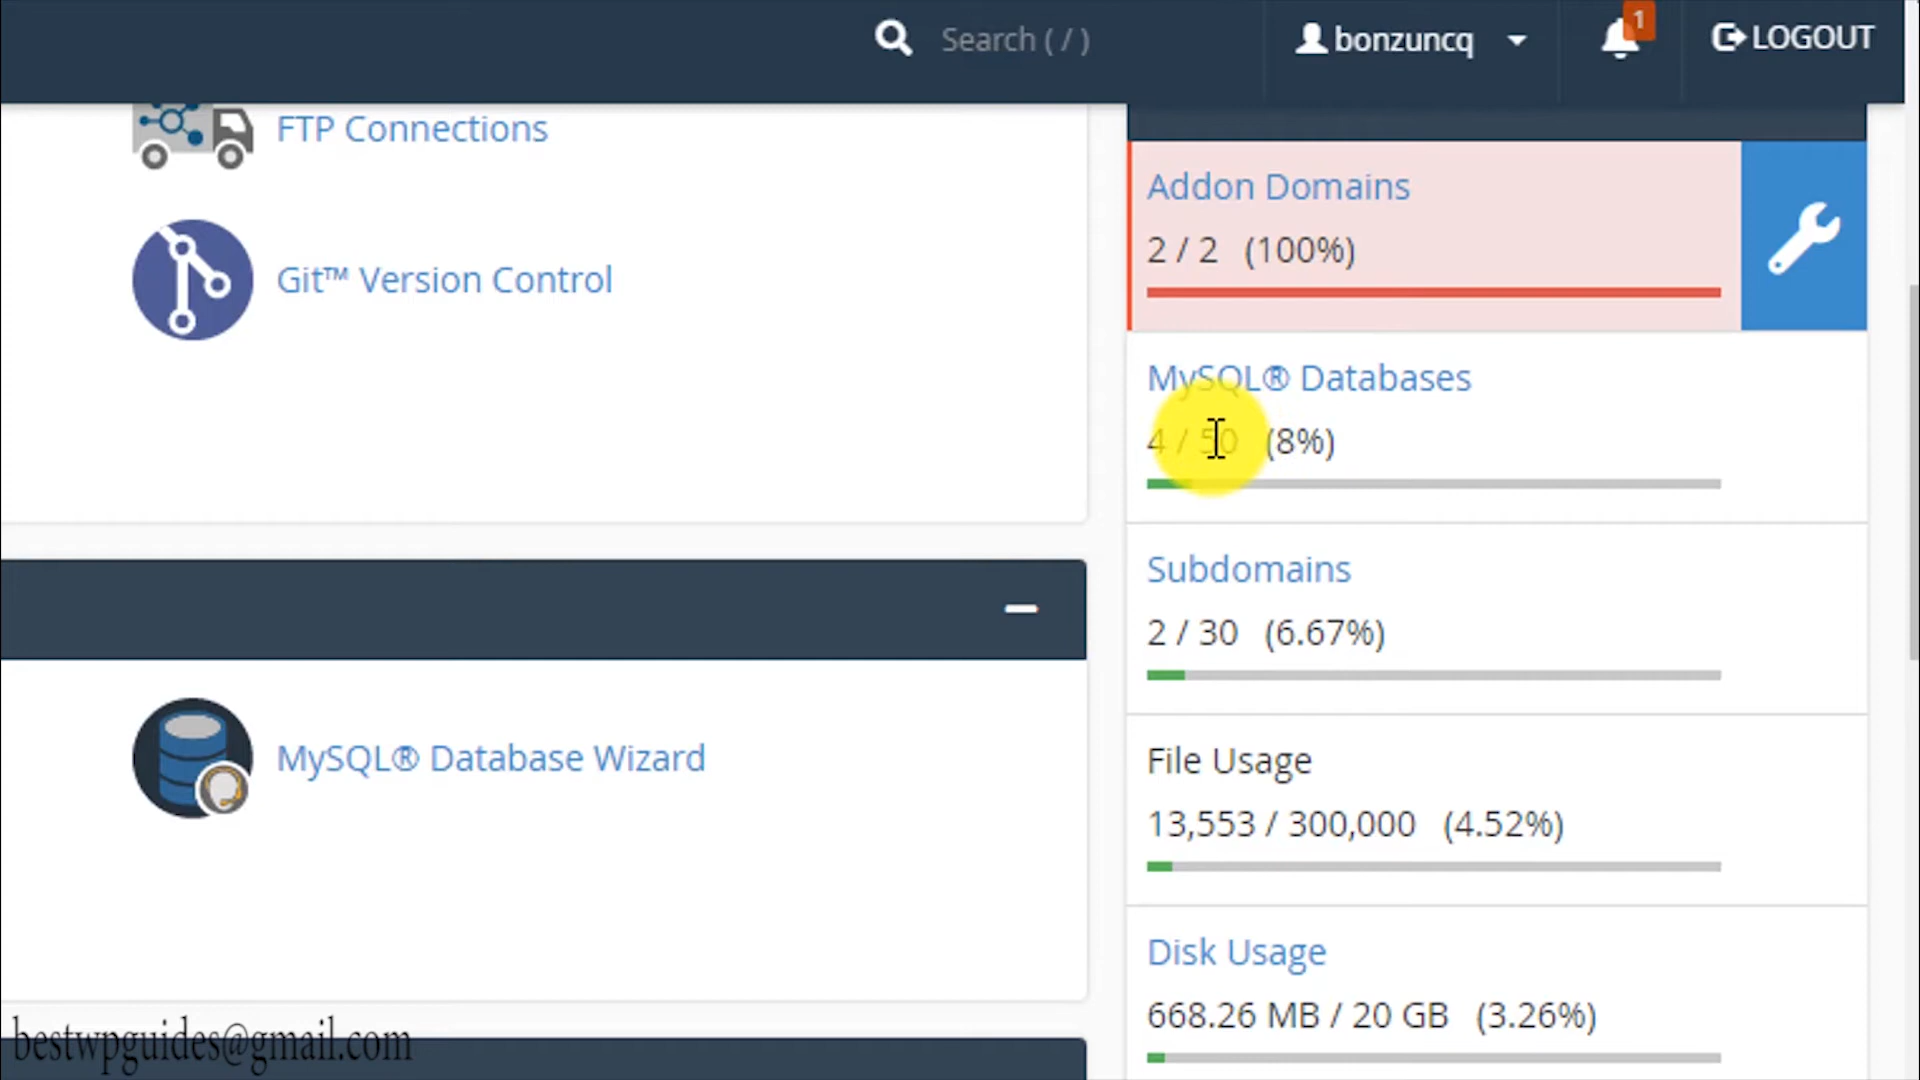 Search ( / )
bonzuncq
1
LOGOUT
FTP Connections
Git™ Version Control
MySQL® Database Wizard
Addon Domains
2 / 2 (100%)
MySQL® Databases
4 / 50 (8%)
Subdomains
2 / 30 (6.67%)
File Usage
13,553 / 300,000 (4.52%)
Disk Usage
668.26 MB / 20 GB (3.26%)
bestwpguides@gmail.com